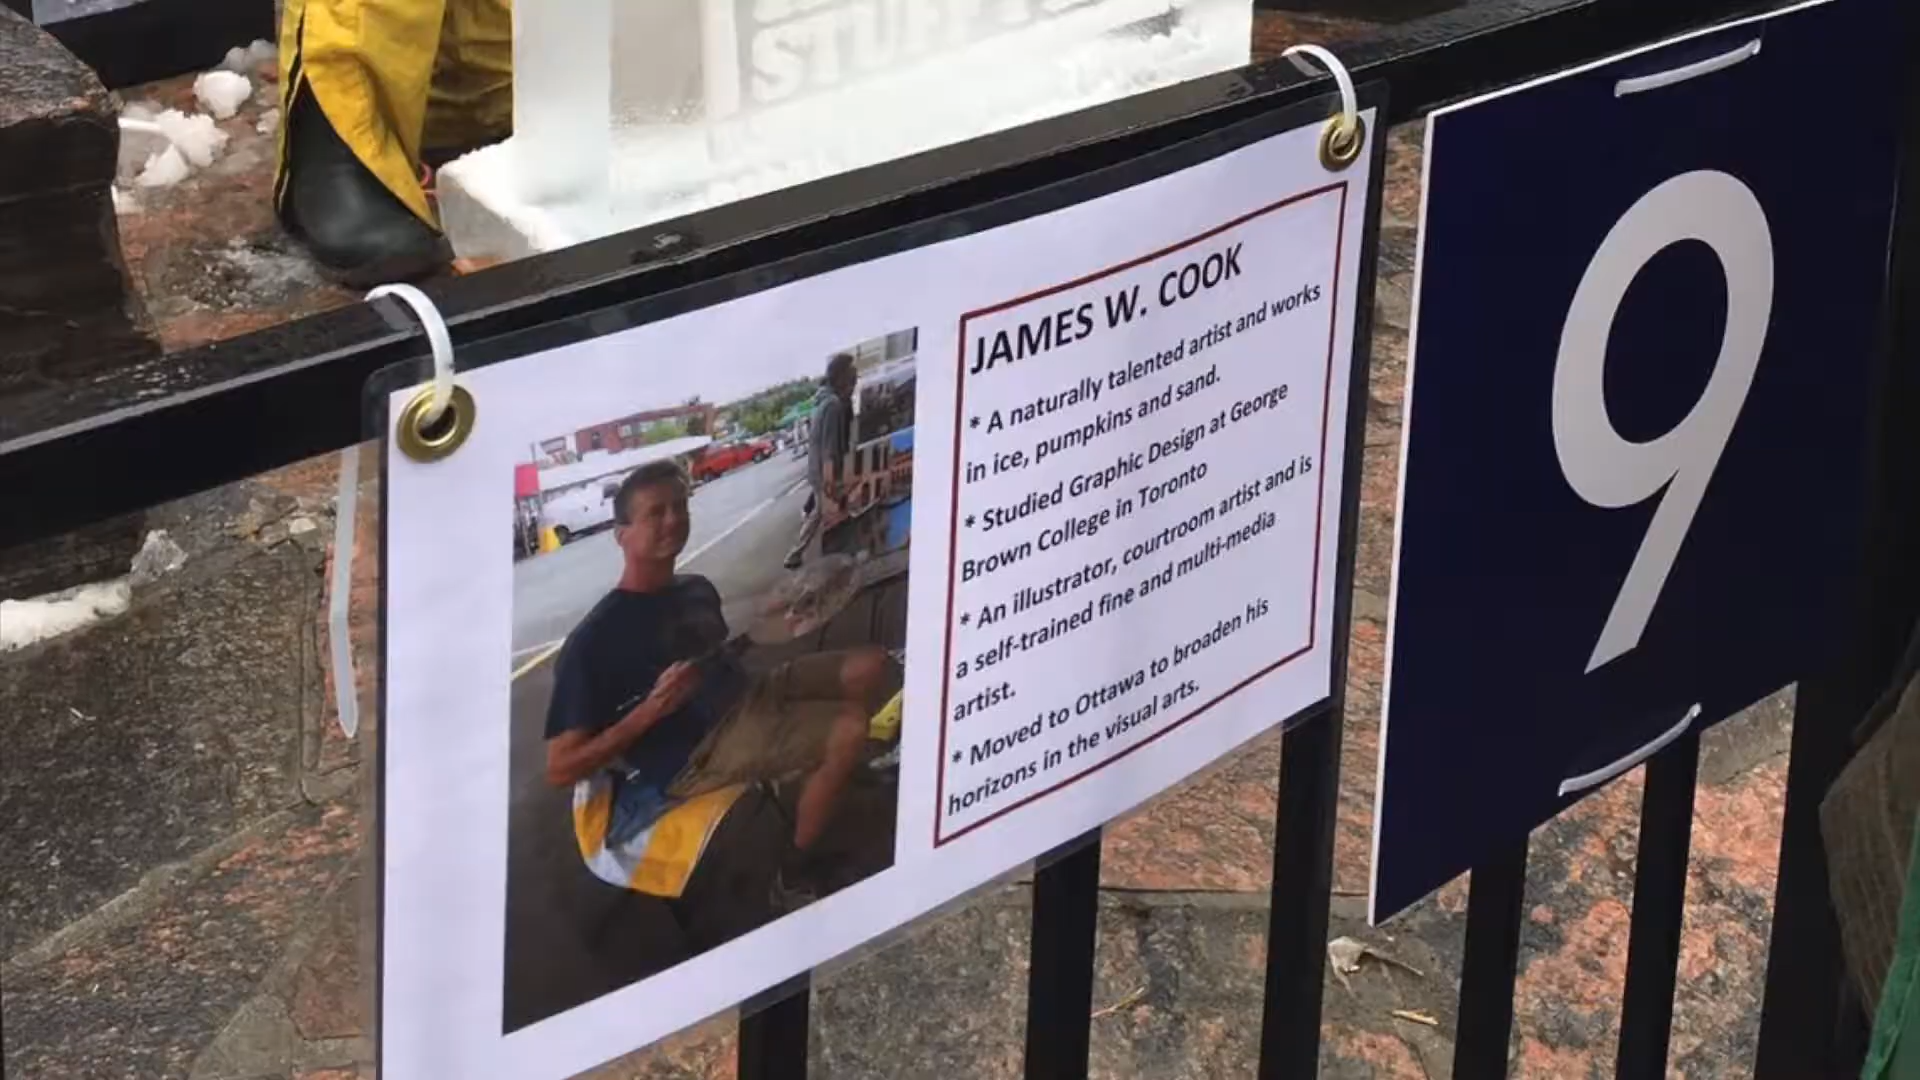 STUFF
JAMES W. COOK
* A naturally talented artist and works
in ice, pumpkins and sand.
* Studied Graphic Design at George
Brown College in Toronto
* An illustrator, courtroom artist and is
a self-trained fine and multi-media
artist.
* Moved to Ottawa to broaden his
horizons in the visual arts.
9